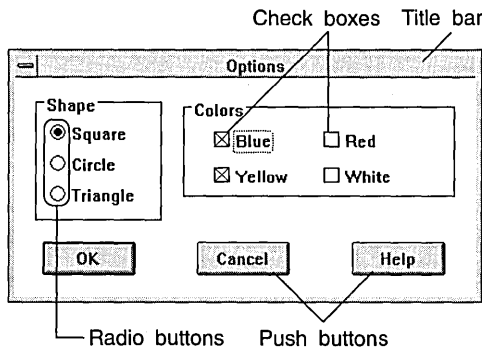 Check boxes Title bar
Options
Shape
Square
Circle
Triangle
Colors
Blue Red
Yellow White
OK Cancel Help
Radio buttons Push buttons